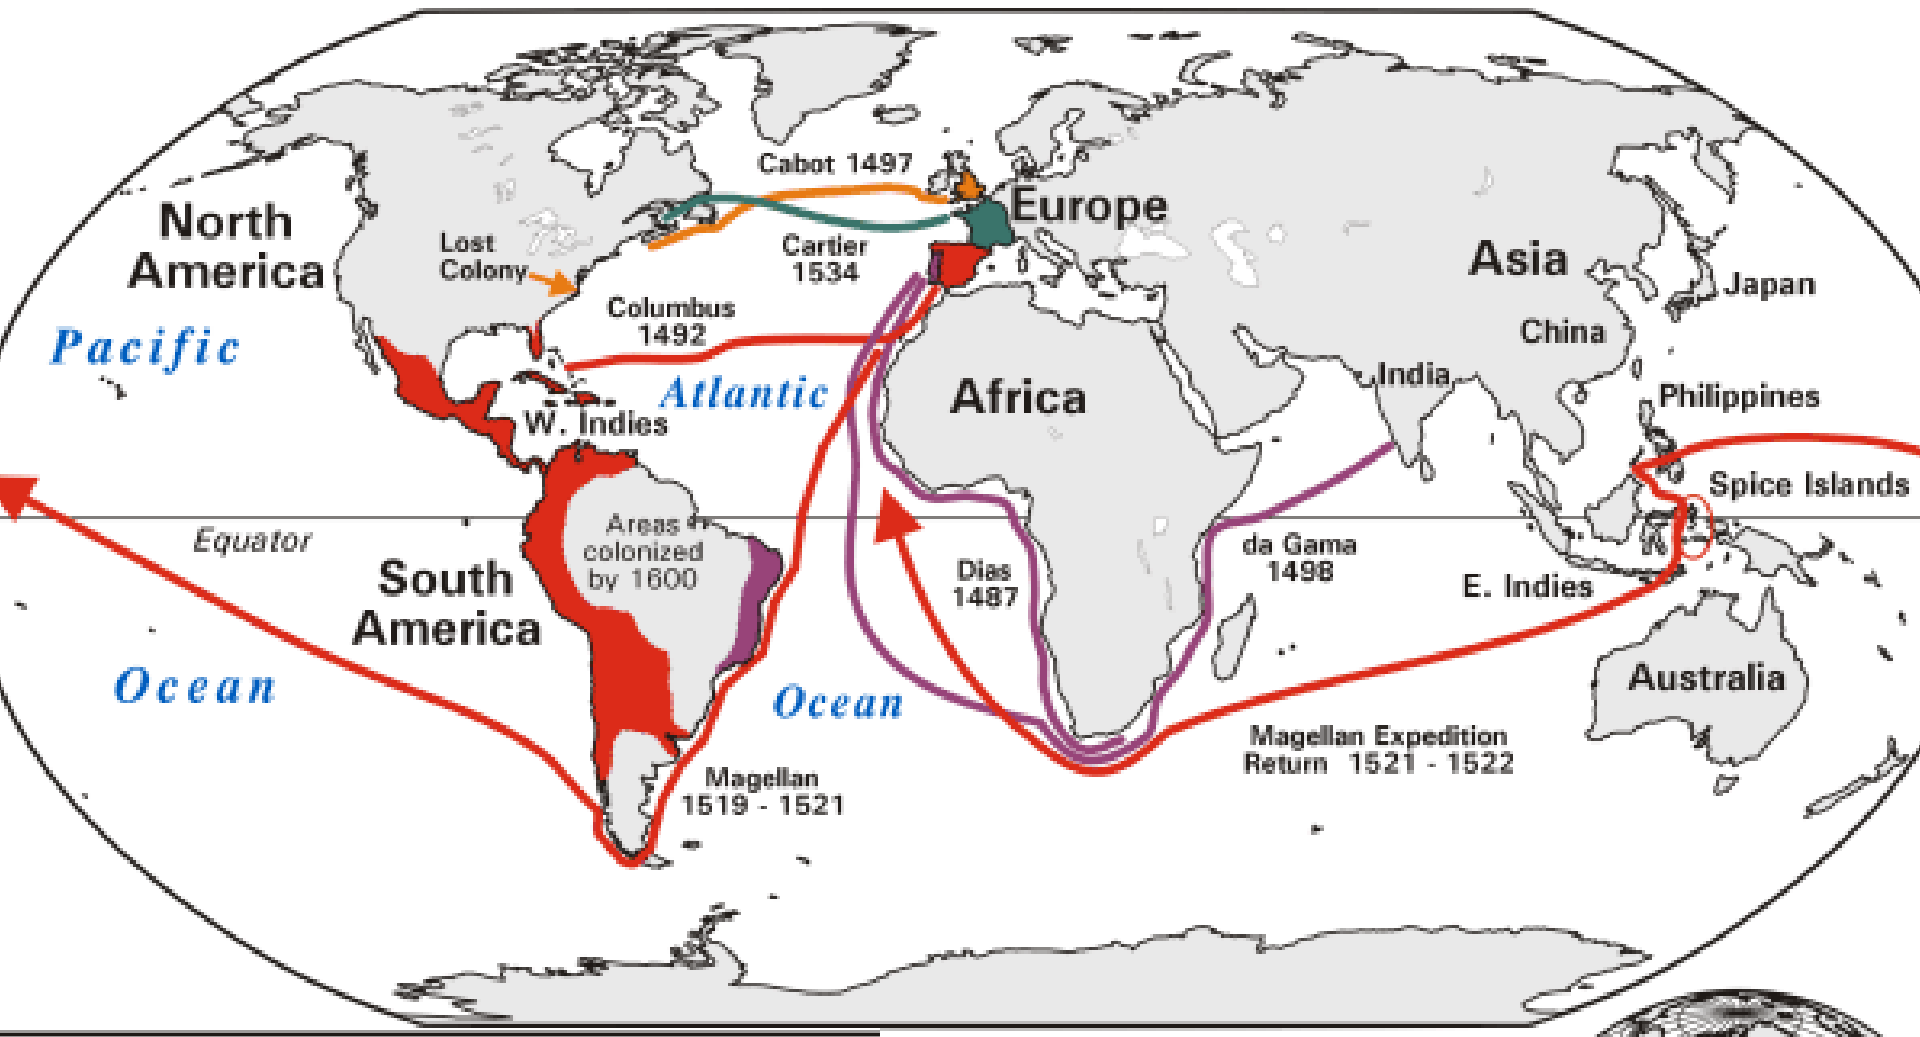 Cabot 1497
North
America
Lost
Colony
Cartier
1534
Europe
Asia
Japan
Columbus
1492
China
Pacific
Atlantic
Africa
India
Philippines
W. Indies
Spice Islands
Equator
Areas
colonized
by 1600
South
America
Dias
1487
da Gama
1498
E. Indies
Ocean
Ocean
Australia
Magellan
1519 - 1521
Magellan Expedition
Return 1521 - 1522